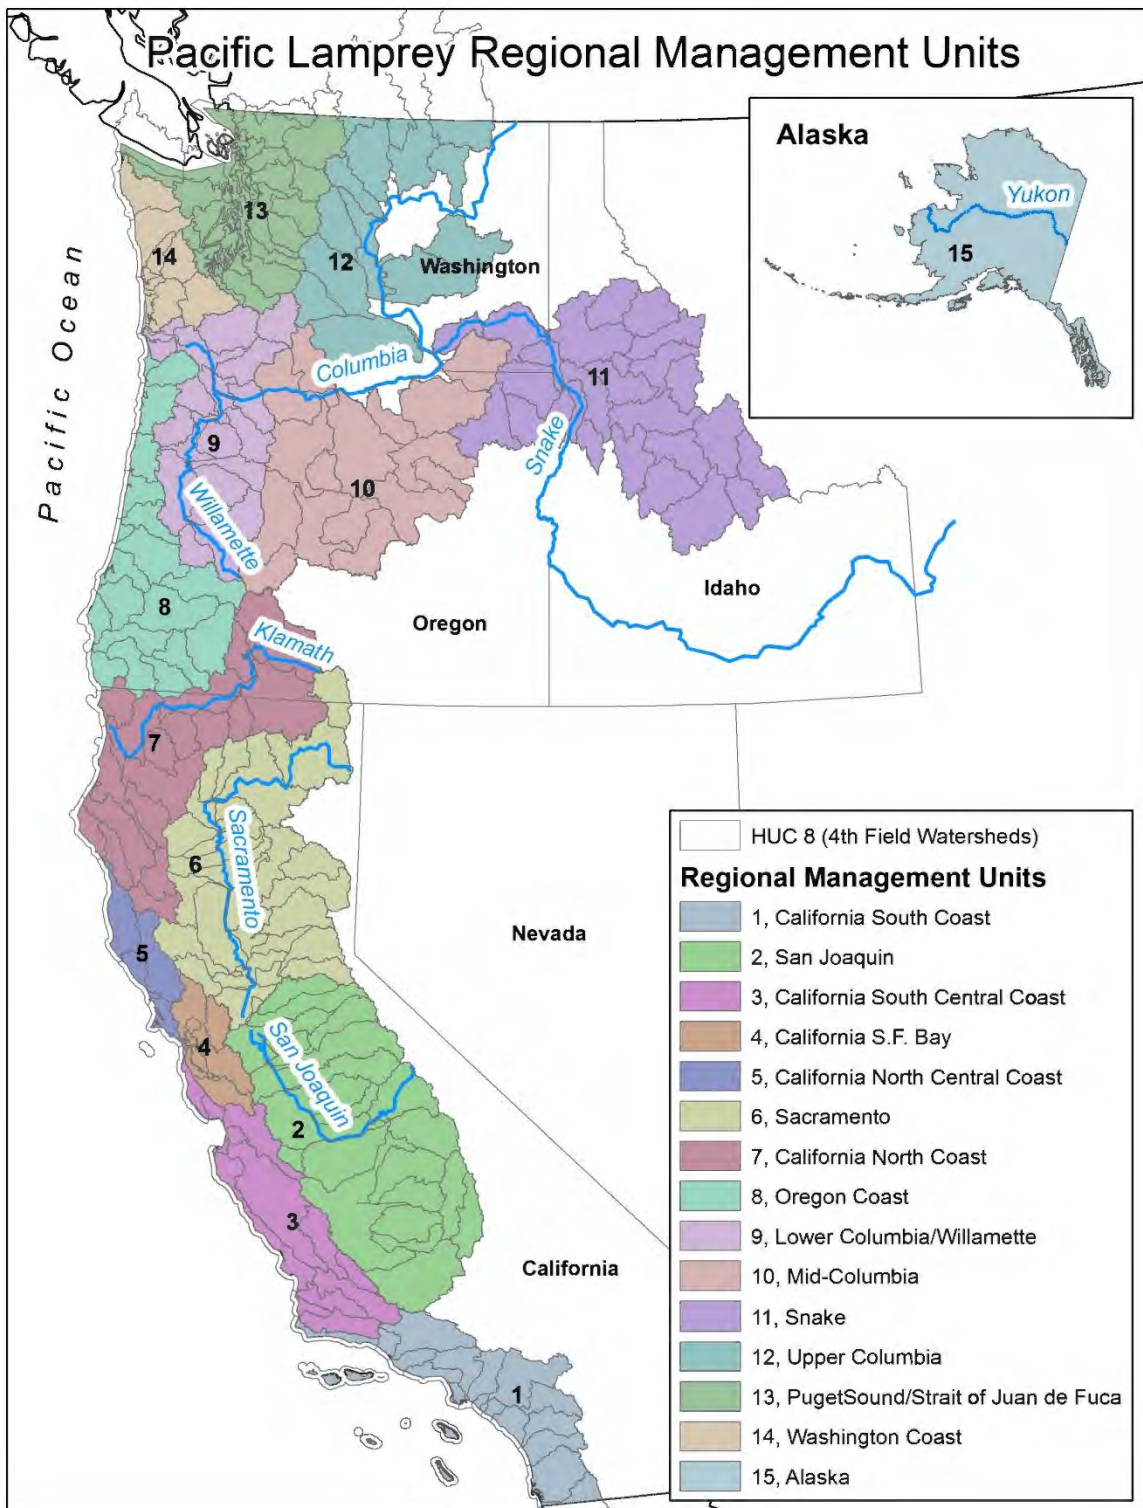 Pacific Lamprey Regional Management Units
Alaska
Yukon
15
Pacific Ocean
13
14
12
Washington
Columbia
11
Snake
9
10
Willamette
8
Klamath
Oregon
Idaho
7
Sacramento
6
5
Nevada
4
San Joaquin
2
3
California
1
HUC 8 (4th Field Watersheds)
Regional Management Units
1, California South Coast
2, San Joaquin
3, California South Central Coast
4, California S.F. Bay
5, California North Central Coast
6, Sacramento
7, California North Coast
8, Oregon Coast
9, Lower Columbia/Willamette
10, Mid-Columbia
11, Snake
12, Upper Columbia
13, PugetSound/Strait of Juan de Fuca
14, Washington Coast
15, Alaska